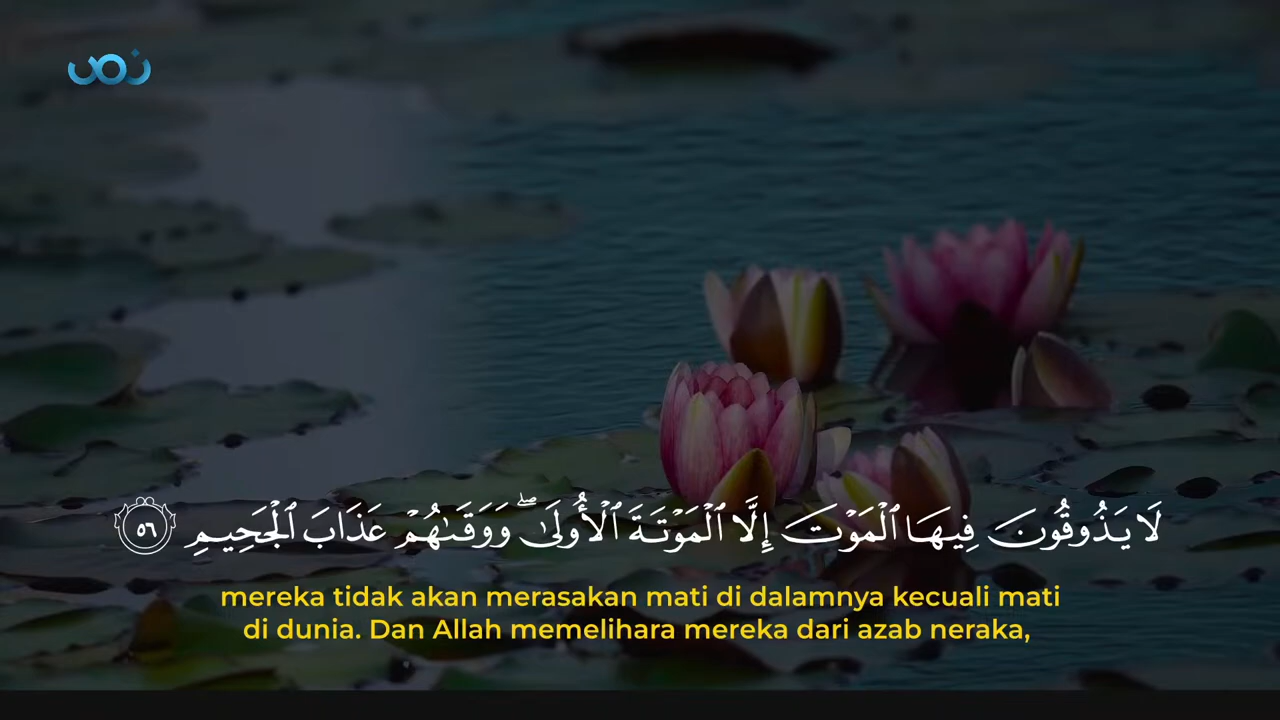 نص
لَا يَذُوقُونَ فِيهَا ٱلْمَوْتَ إِلَّا ٱلْمَوْتَةَ ٱلْأُولَىٰ ۖ وَوَقَىٰهُمْ عَذَابَ ٱلْجَحِيمِ ٥٦
mereka tidak akan merasakan mati di dalamnya kecuali mati
di dunia. Dan Allah memelihara mereka dari azab neraka,